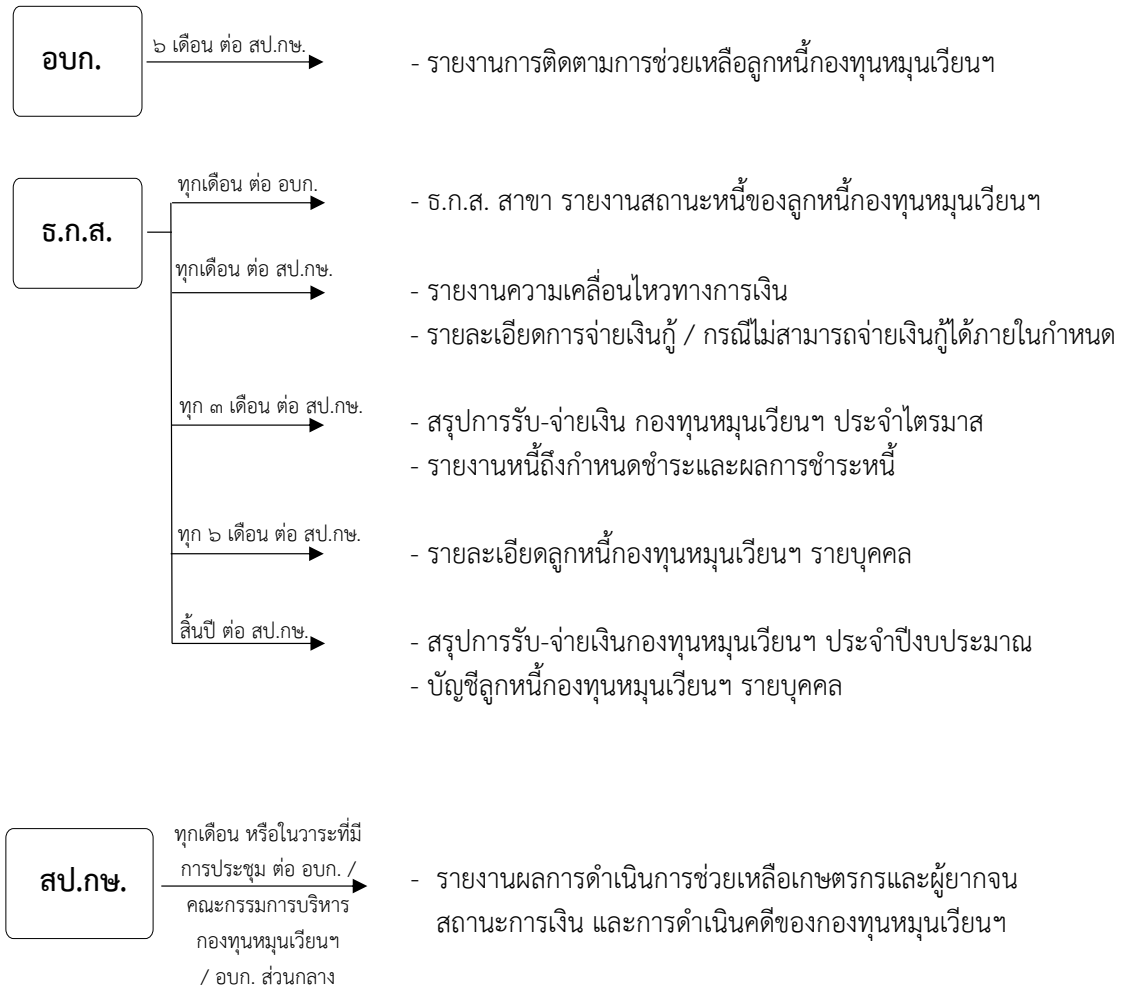 อบก.
๖ เดือน ต่อ สป.กษ.
- รายงานการติดตามการช่วยเหลือลูกหนี้กองทุนหมุนเวียนฯ
ธ.ก.ส.
ทุกเดือน ต่อ อบก.
- ธ.ก.ส. สาขา รายงานสถานะหนี้ของลูกหนี้กองทุนหมุนเวียนฯ
ทุกเดือน ต่อ สป.กษ.
- รายงานความเคลื่อนไหวทางการเงิน
- รายละเอียดการจ่ายเงินกู้ / กรณีไม่สามารถจ่ายเงินกู้ได้ภายในกำหนด
ทุก ๓ เดือน ต่อ สป.กษ.
- สรุปการรับ-จ่ายเงิน กองทุนหมุนเวียนฯ ประจำไตรมาส
- รายงานหนี้ถึงกำหนดชำระและผลการชำระหนี้
ทุก ๖ เดือน ต่อ สป.กษ.
- รายละเอียดลูกหนี้กองทุนหมุนเวียนฯ รายบุคคล
สิ้นปี ต่อ สป.กษ.
- สรุปการรับ-จ่ายเงินกองทุนหมุนเวียนฯ ประจำปีงบประมาณ
- บัญชีลูกหนี้กองทุนหมุนเวียนฯ รายบุคคล
สป.กษ.
ทุกเดือน หรือในวาระที่มี
การประชุม ต่อ อบก. /
คณะกรรมการบริหาร
กองทุนหมุนเวียนฯ
/ อบก. ส่วนกลาง
- รายงานผลการดำเนินการช่วยเหลือเกษตรกรและผู้ยากจน
สถานะการเงิน และการดำเนินคดีของกองทุนหมุนเวียนฯ